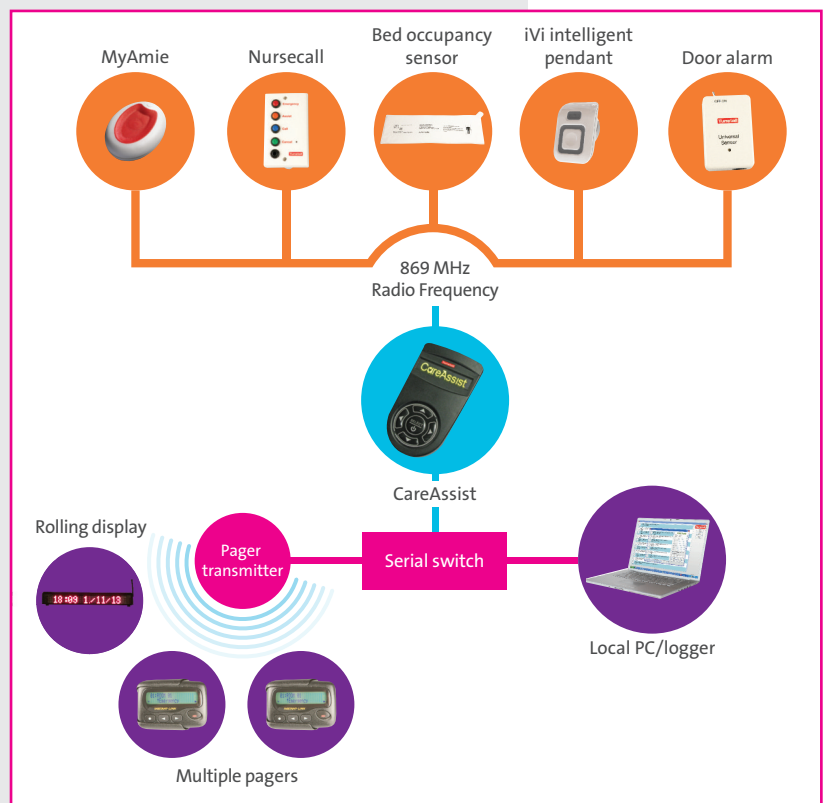 MyAmie
Nursecall
Bed occupancy
sensor
iVi intelligent
pendant
Door alarm
Emergency
Universal
Sensor
869 MHz
Radio Frequency
CareAssist
CareAssist
Rolling display
Pager
transmitter
Serial switch
18:09 1/11/13
Local PC/logger
Multiple pagers